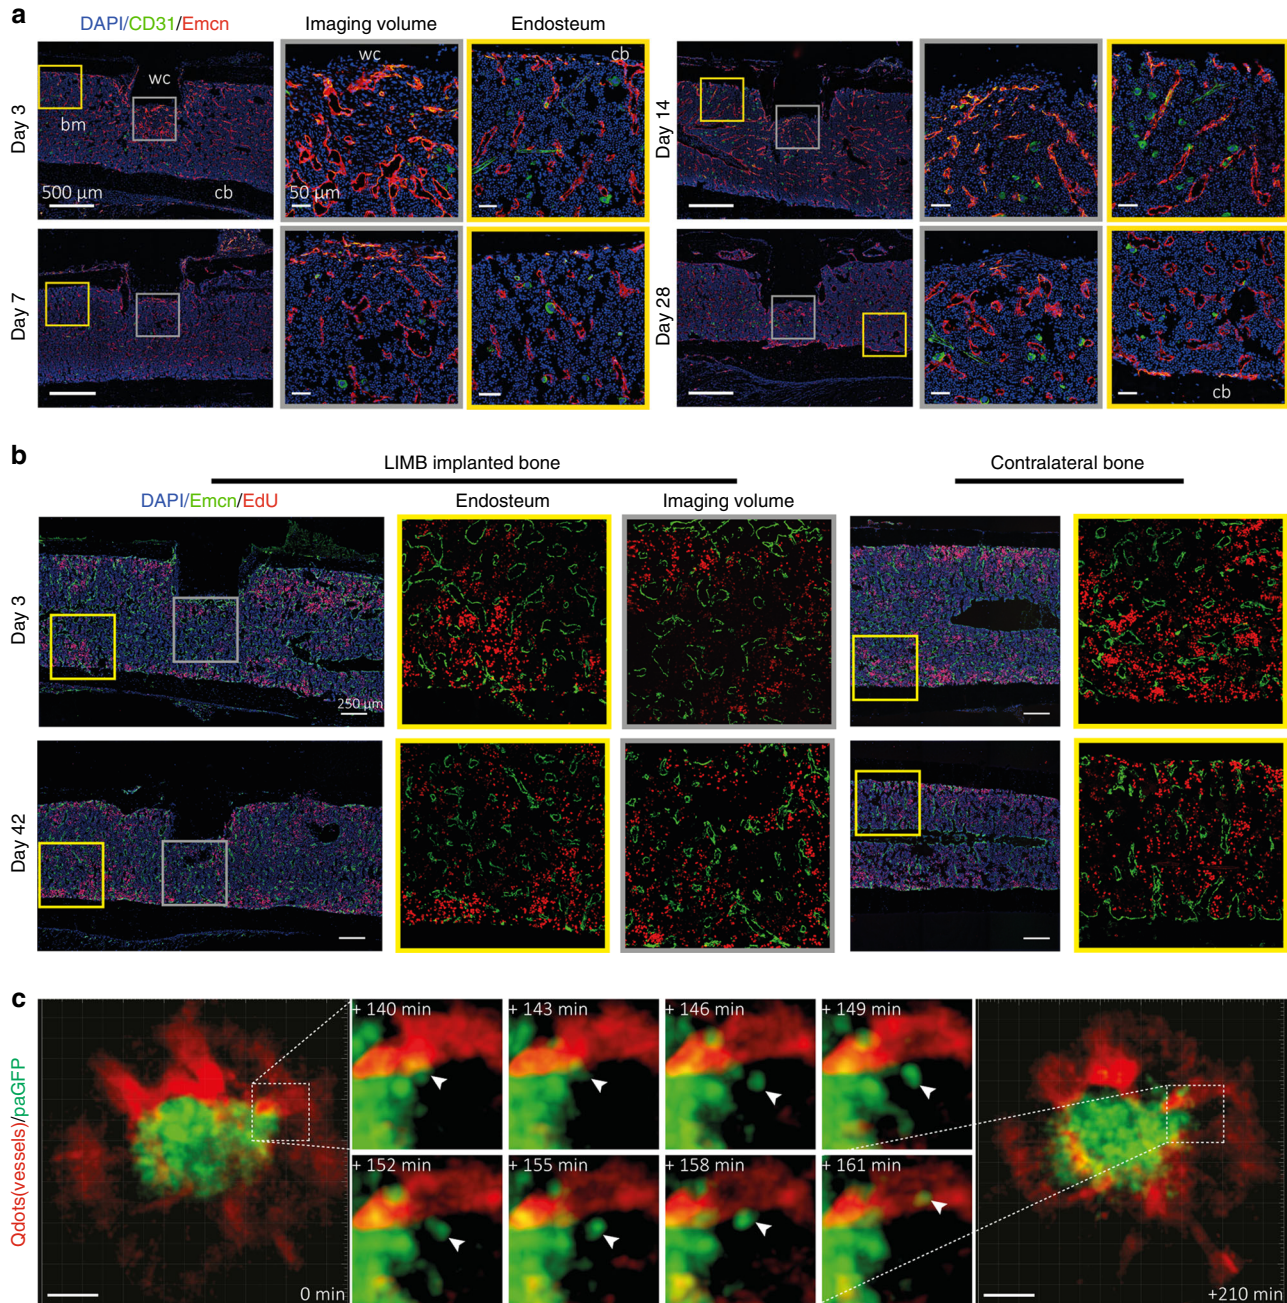 a
DAPI/CD31/Emcn
Imaging volume
Endosteum
Day 3
wc
bm
cb
500 µm
wc
50 µm
cb
Day 14
Day 7
Day 28
cb
b
LIMB implanted bone
Contralateral bone
DAPI/Emcn/EdU
Endosteum
Imaging volume
Day 3
250 µm
Day 42
c
Qdots(vessels)/paGFP
0 min
+ 140 min
+ 143 min
+ 146 min
+ 149 min
+ 152 min
+ 155 min
+ 158 min
+ 161 min
+210 min